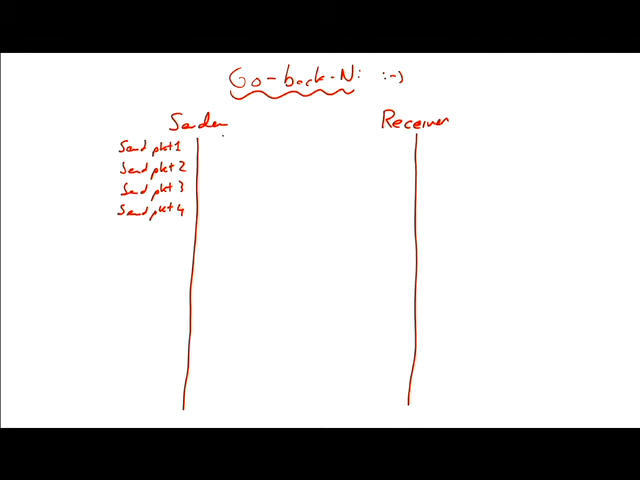 Go-back-N: :-)
Sender
Receiver
Send pkt 1
Send pkt 2
Send pkt 3
Send pkt 4